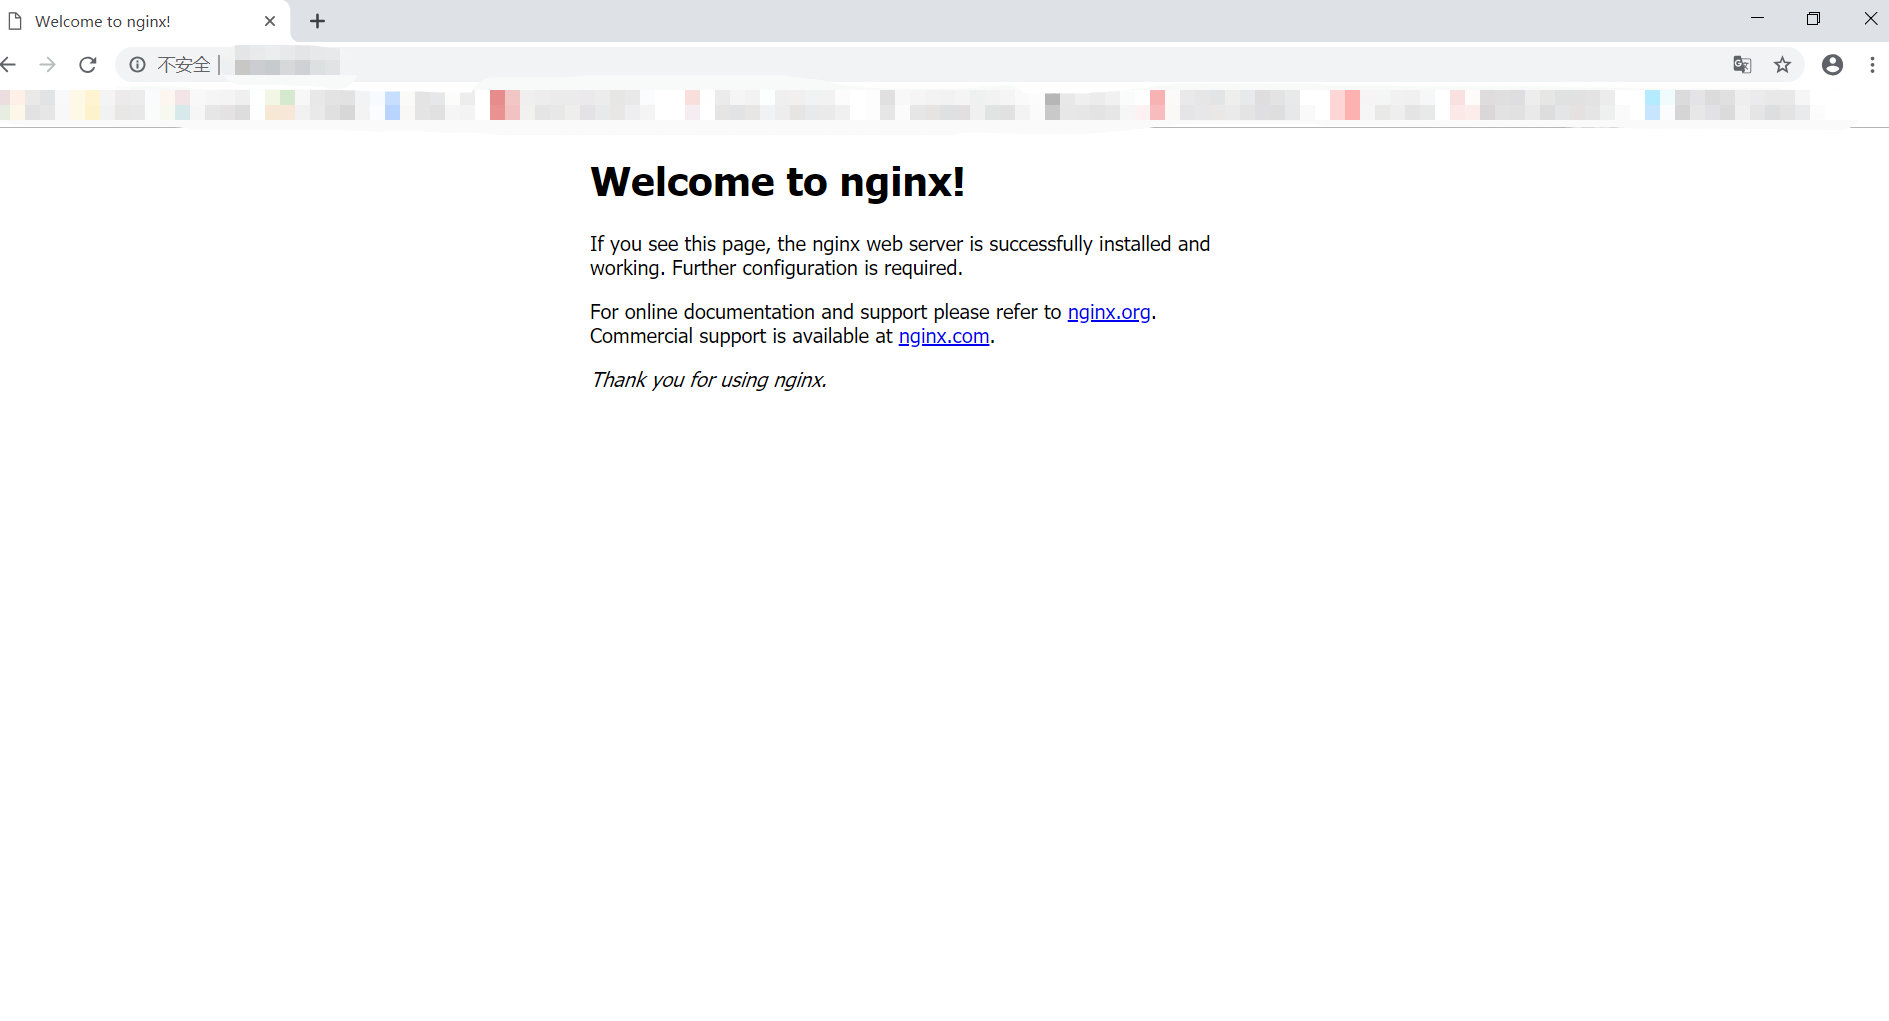 Welcome to nginx!
不安全
Welcome to nginx!
If you see this page, the nginx web server is successfully installed and
working. Further configuration is required.
For online documentation and support please refer to nginx.org.
Commercial support is available at nginx.com.
Thank you for using nginx.